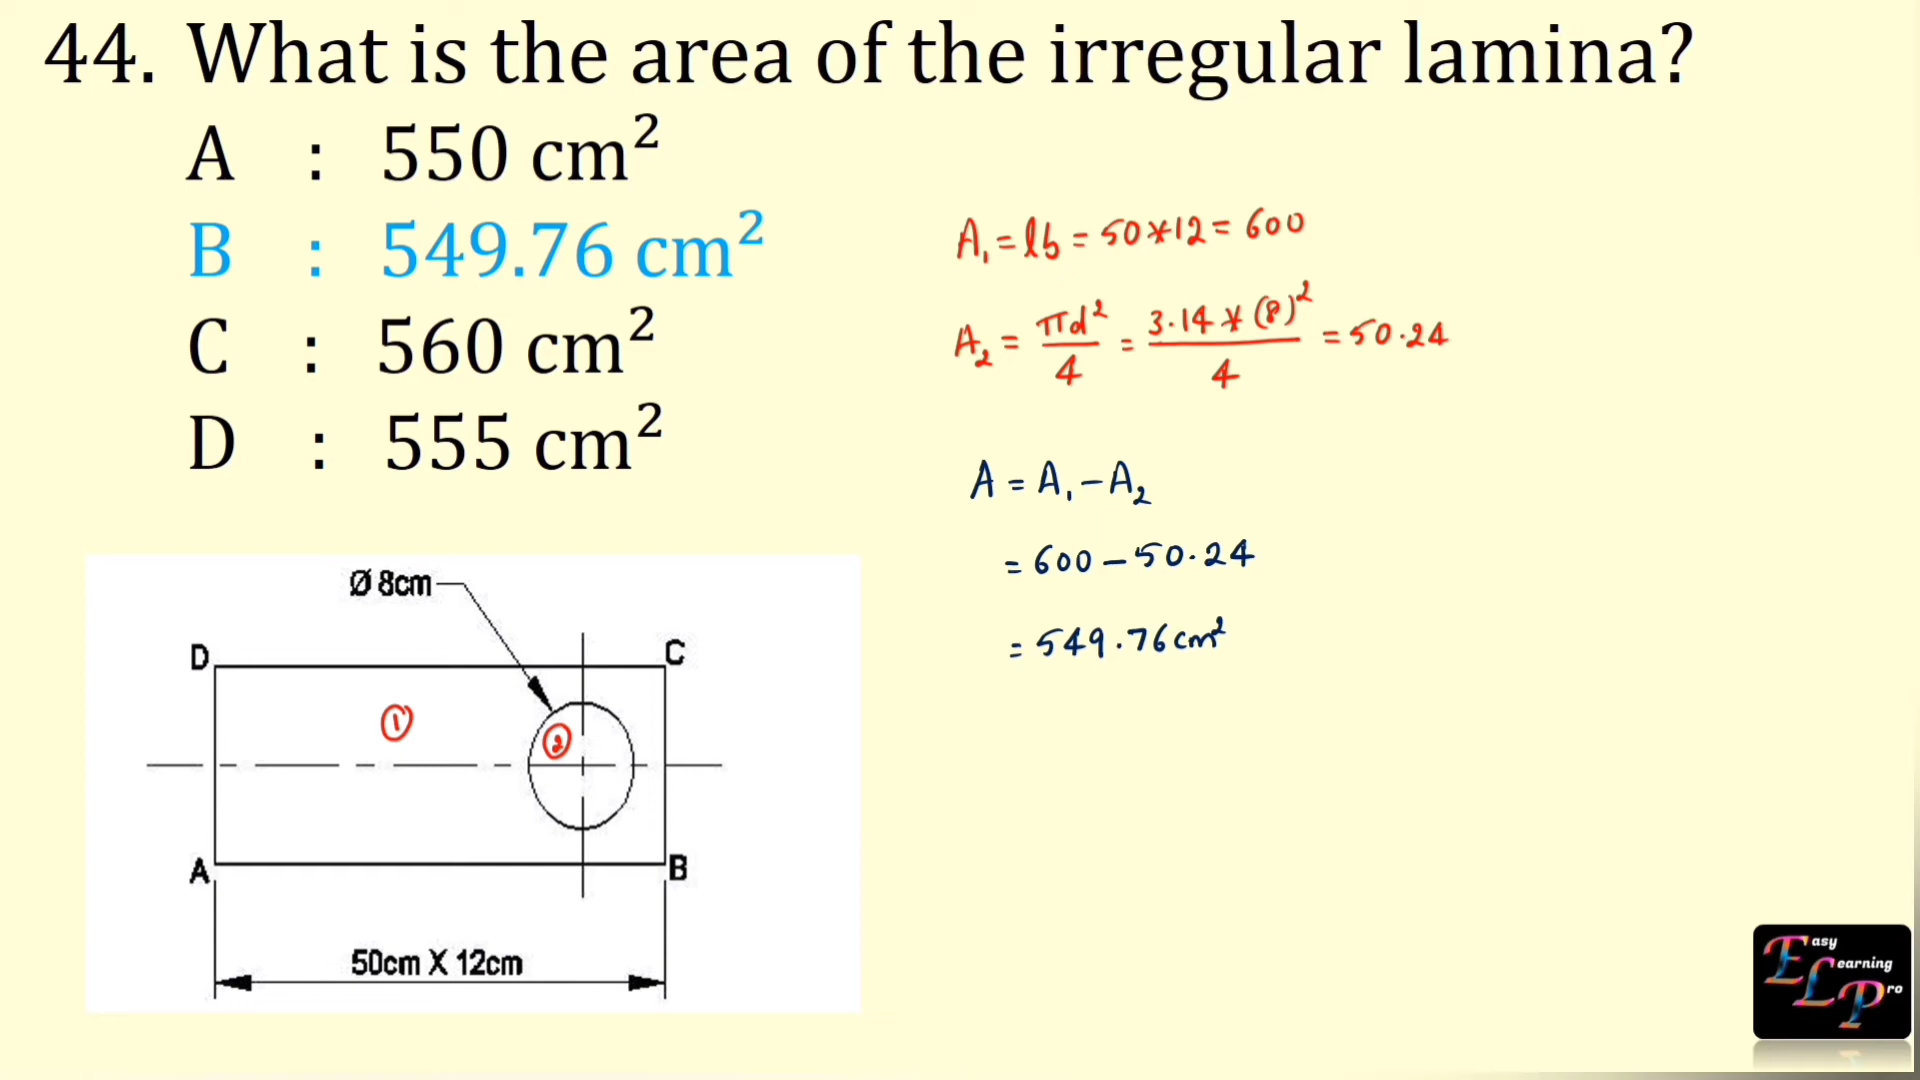 44. What is the area of the irregular lamina?
A : 550 cm²
B : 549.76 cm²
C : 560 cm²
D : 555 cm²
A₁ = lb = 50*12 = 600
A₂ = πd²/4 = 3.14*(8)²/4 = 50.24
A = A₁ - A₂
= 600 - 50.24
= 549.76 cm²
Ø 8cm
D
C
①
②
A
B
50cm X 12cm
Easy
Learning
Pro